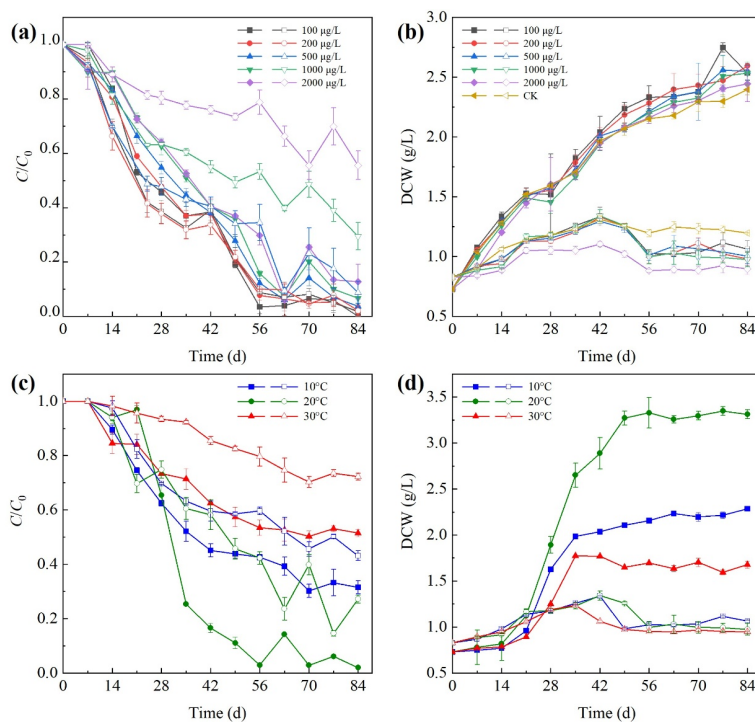 (a)
100 μg/L
200 μg/L
500 μg/L
1000 μg/L
2000 μg/L
C/C0
1.0
0.8
0.6
0.4
0.2
0.0
0 14 28 42 56 70 84
Time (d)
(b)
100 μg/L
200 μg/L
500 μg/L
1000 μg/L
2000 μg/L
CK
DCW (g/L)
3.0
2.5
2.0
1.5
1.0
0.5
0 14 28 42 56 70 84
Time (d)
(c)
10°C
20°C
30°C
C/C0
1.0
0.8
0.6
0.4
0.2
0.0
0 14 28 42 56 70 84
Time (d)
(d)
10°C
20°C
30°C
DCW (g/L)
3.5
3.0
2.5
2.0
1.5
1.0
0.5
0 14 28 42 56 70 84
Time (d)